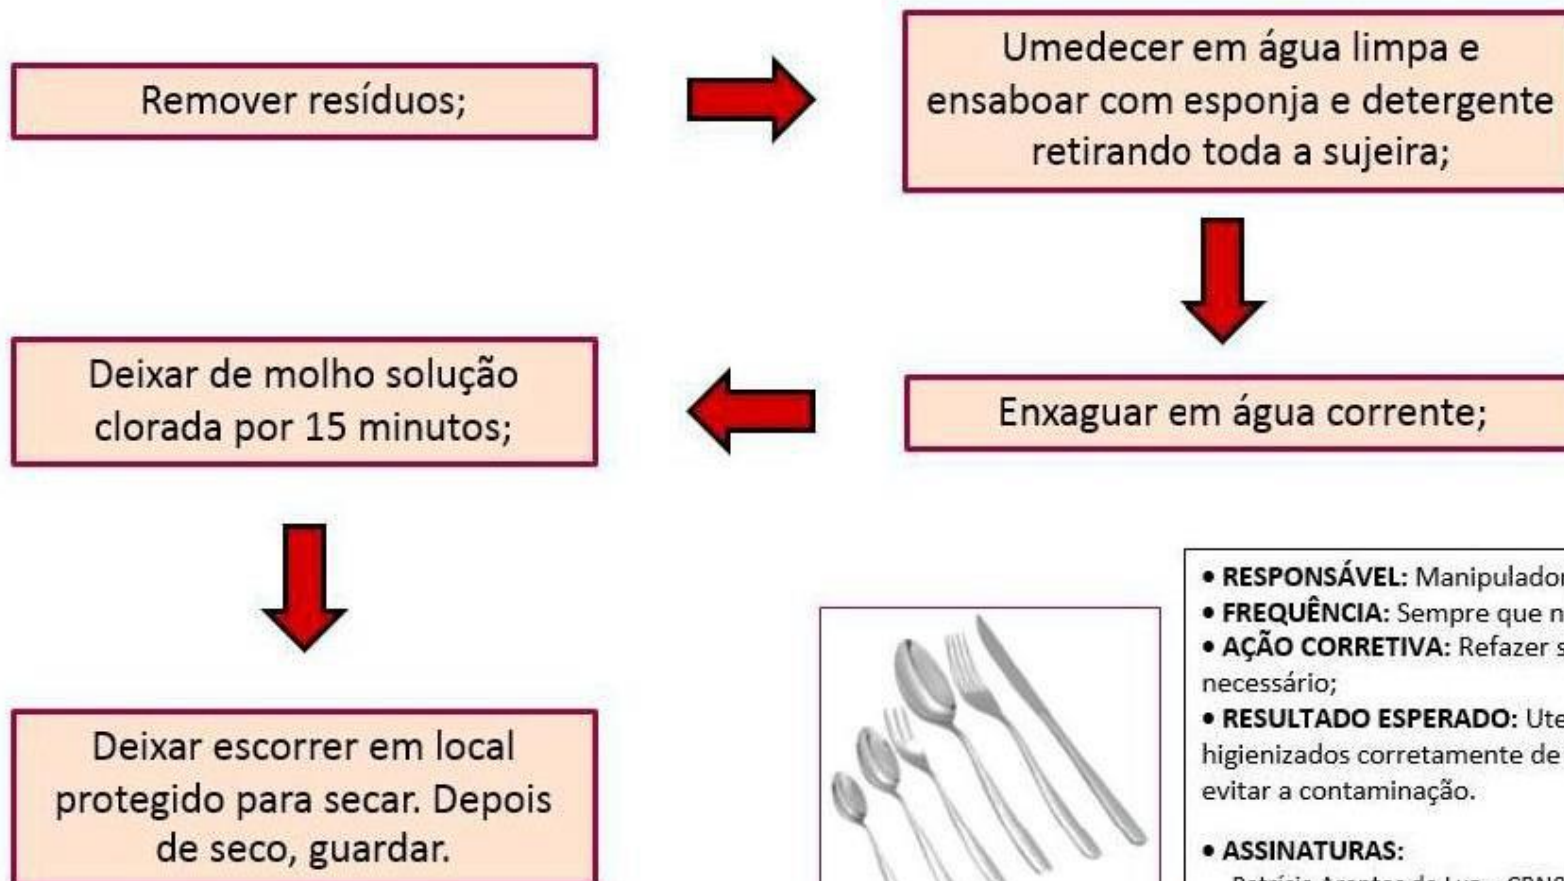 Remover resíduos;
Umedecer em água limpa e
ensaboar com esponja e detergente
retirando toda a sujeira;
Enxaguar em água corrente;
Deixar de molho solução
clorada por 15 minutos;
Deixar escorrer em local
protegido para secar. Depois
de seco, guardar.
• RESPONSÁVEL:
• FREQUÊNCIA: Sempre que
• AÇÃO CORRETIVA: Refazer
necessário;
• RESULTADO ESPERADO:
higienizados corretamente de
evitar a contaminação.
• ASSINATURAS: